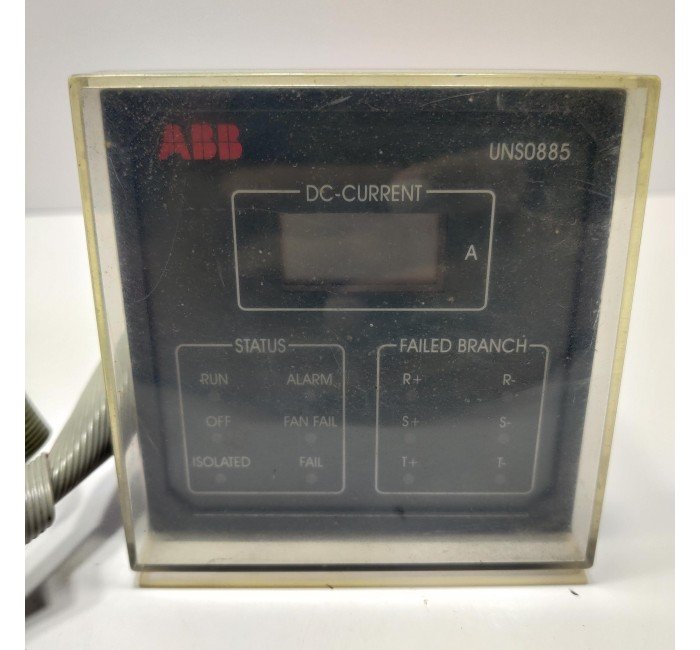 ABB
UNS0885
DC-CURRENT
A
STATUS
RUN ALARM
OFF FAN FAIL
ISOLATED FAIL
FAILED BRANCH
R+ R-
S+ S-
T+ T-